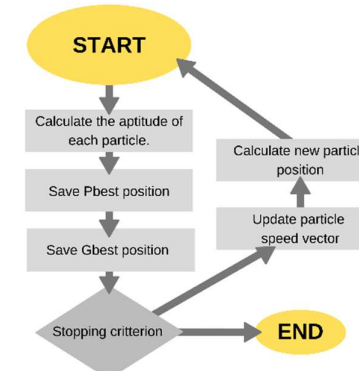 START
Calculate the aptitude of
each particle.
Save Pbest position
Save Gbest position
Stopping critterion
Calculate new particl
position
Update particle
speed vector
END